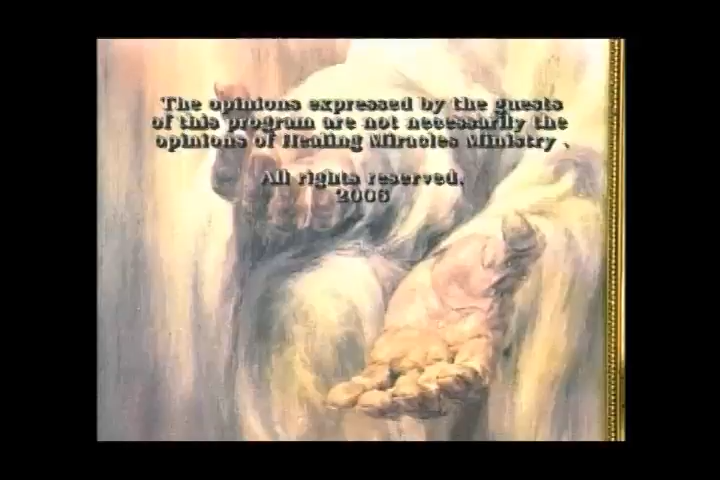 The opinions expressed by the guests
of this program are not necessarily the
opinions of Healing Miracles Ministry .
All rights reserved.
2006